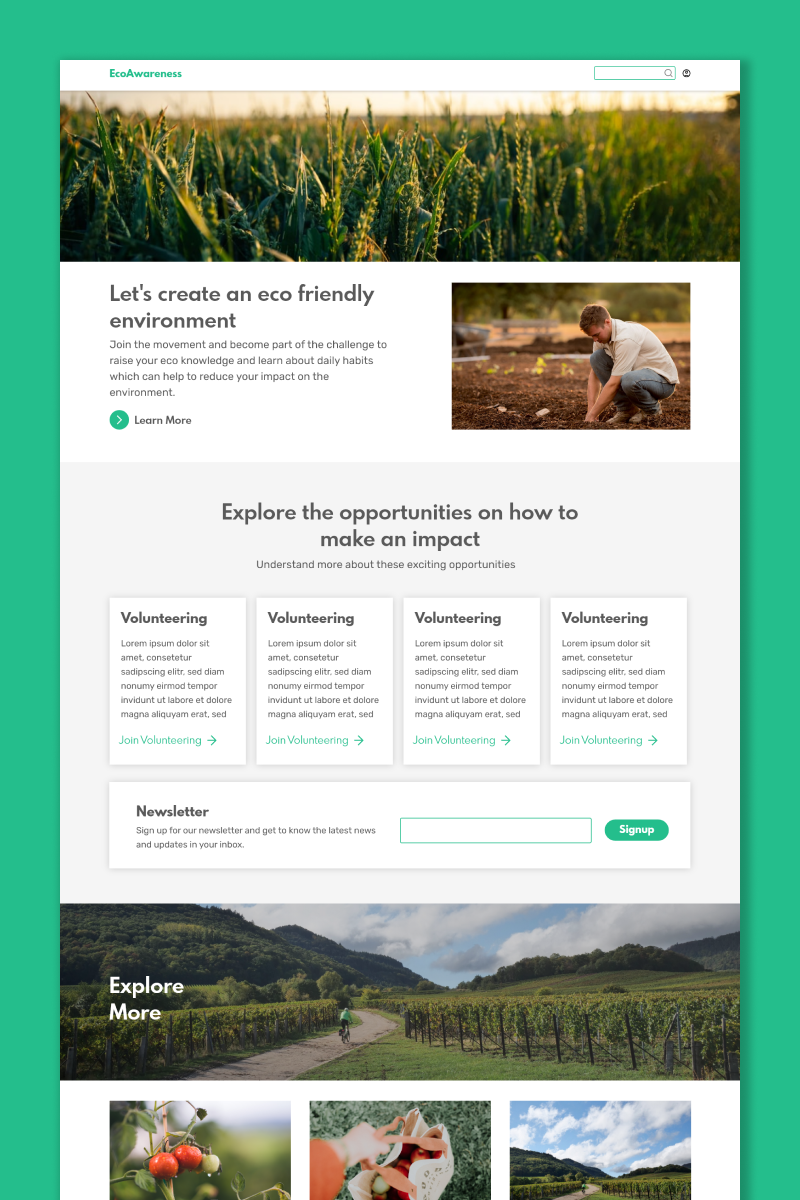 EcoAwareness
Let's create an eco friendly
environment
Join the movement and become part of the challenge to
raise your eco knowledge and learn about daily habits
which can help to reduce your impact on the
environment.
Learn More
Explore the opportunities on how to
make an impact
Understand more about these exciting opportunities
Volunteering
Lorem ipsum dolor sit
amet, consetetur
sadipscing elitr, sed diam
nonumy eirmod tempor
invidunt ut labore et dolore
magna aliquyam erat, sed
Join Volunteering
Volunteering
Lorem ipsum dolor sit
amet, consetetur
sadipscing elitr, sed diam
nonumy eirmod tempor
invidunt ut labore et dolore
magna aliquyam erat, sed
Join Volunteering
Volunteering
Lorem ipsum dolor sit
amet, consetetur
sadipscing elitr, sed diam
nonumy eirmod tempor
invidunt ut labore et dolore
magna aliquyam erat, sed
Join Volunteering
Volunteering
Lorem ipsum dolor sit
amet, consetetur
sadipscing elitr, sed diam
nonumy eirmod tempor
invidunt ut labore et dolore
magna aliquyam erat, sed
Join Volunteering
Newsletter
Sign up for our newsletter and get to know the latest news
and updates in your inbox.
Signup
Explore
More